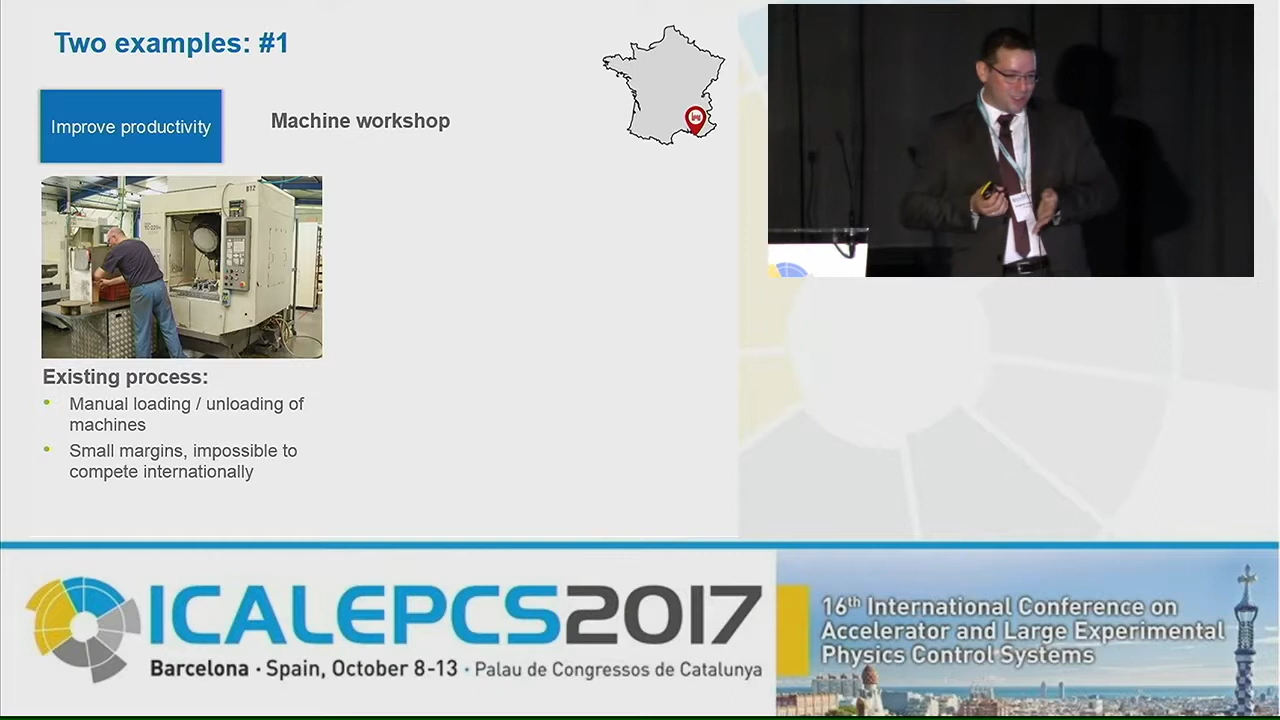 Two examples: #1
Improve productivity
Machine workshop
Existing process:
• Manual loading / unloading of
machines
• Small margins, impossible to
compete internationally
ICALEPCS2017
Barcelona · Spain, October 8-13 · Palau de Congressos de Catalunya
16th International Conference on
Accelerator and Large Experimental
Physics Control Systems